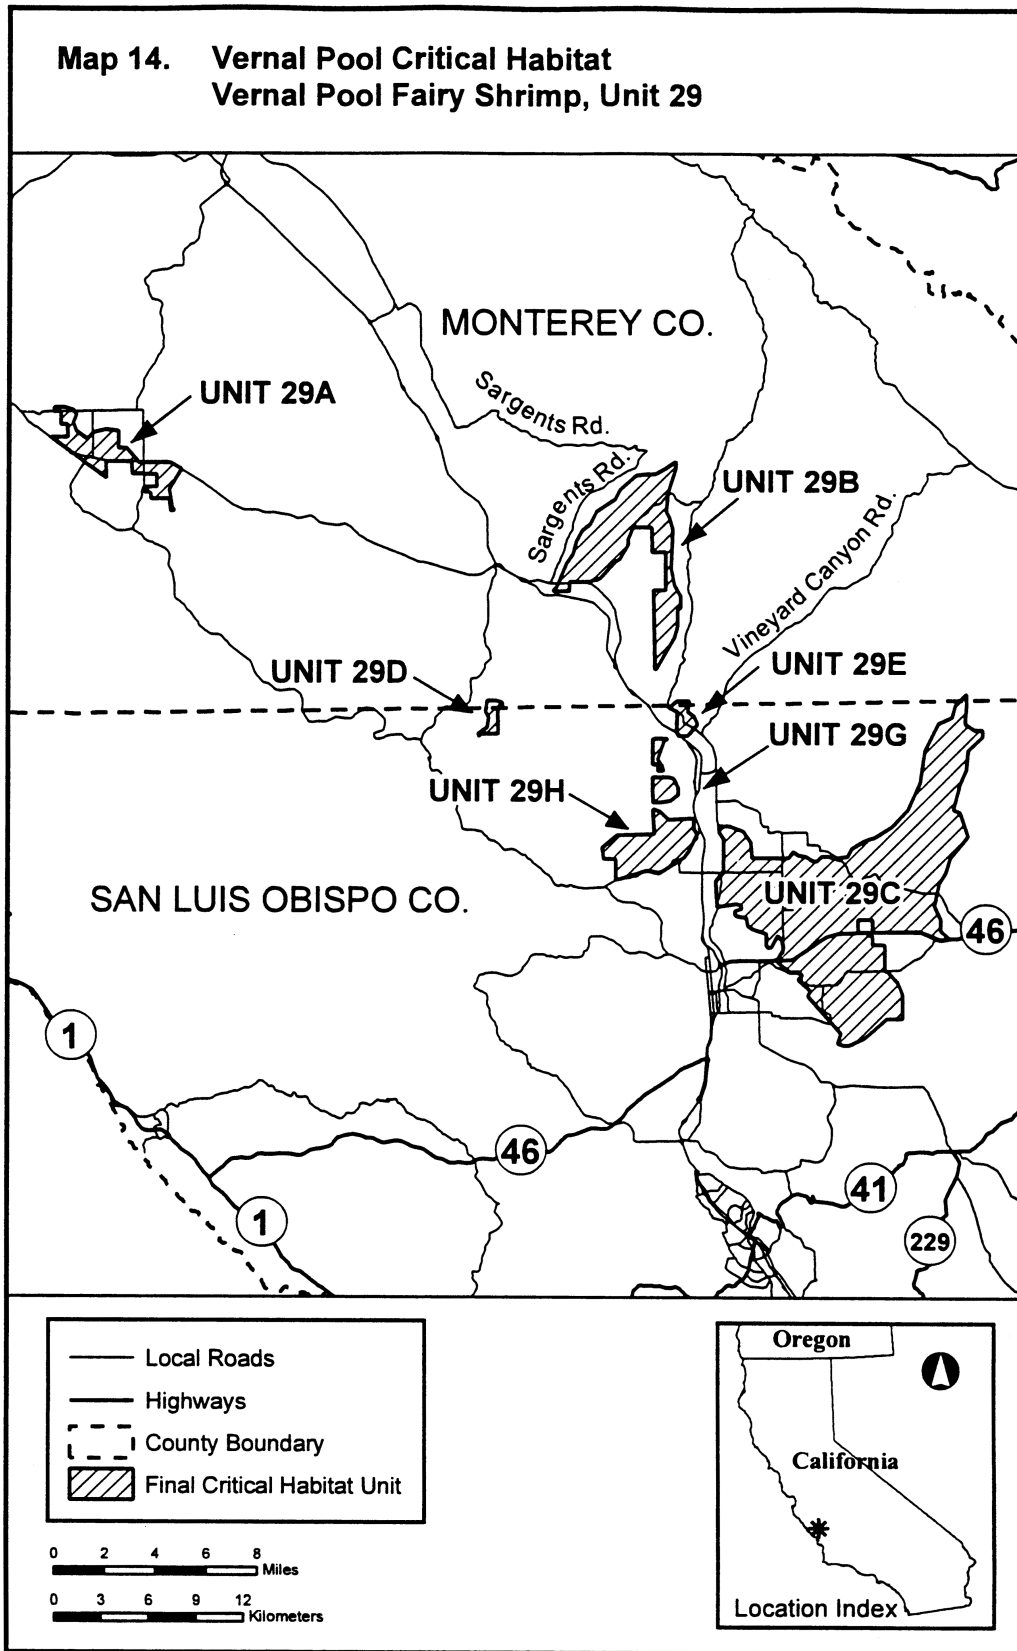 Map 14. Vernal Pool Critical Habitat
Vernal Pool Fairy Shrimp, Unit 29
MONTEREY CO.
UNIT 29A
Sargents Rd.
Sargents Rd.
UNIT 29B
Vineyard Canyon Rd.
UNIT 29D
UNIT 29E
UNIT 29G
UNIT 29H
SAN LUIS OBISPO CO.
UNIT 29C
46
1
46
41
1
229
Local Roads
Highways
County Boundary
Final Critical Habitat Unit
0 2 4 6 8
Miles
0 3 6 9 12
Kilometers
Oregon
California
Location Index